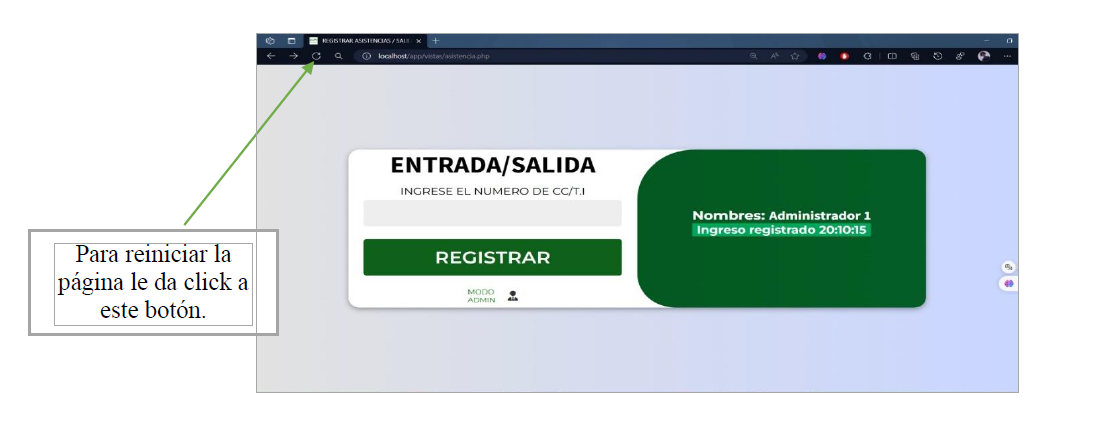 REGISTRAR ASISTENCIAS / SALI
localhost/app/vistas/asistencia.php
ENTRADA/SALIDA
INGRESE EL NUMERO DE CC/T.I
REGISTRAR
MODO
ADMIN
Nombres: Administrador 1
Ingreso registrado 20:10:15
Para reiniciar la
página le da click a
este botón.